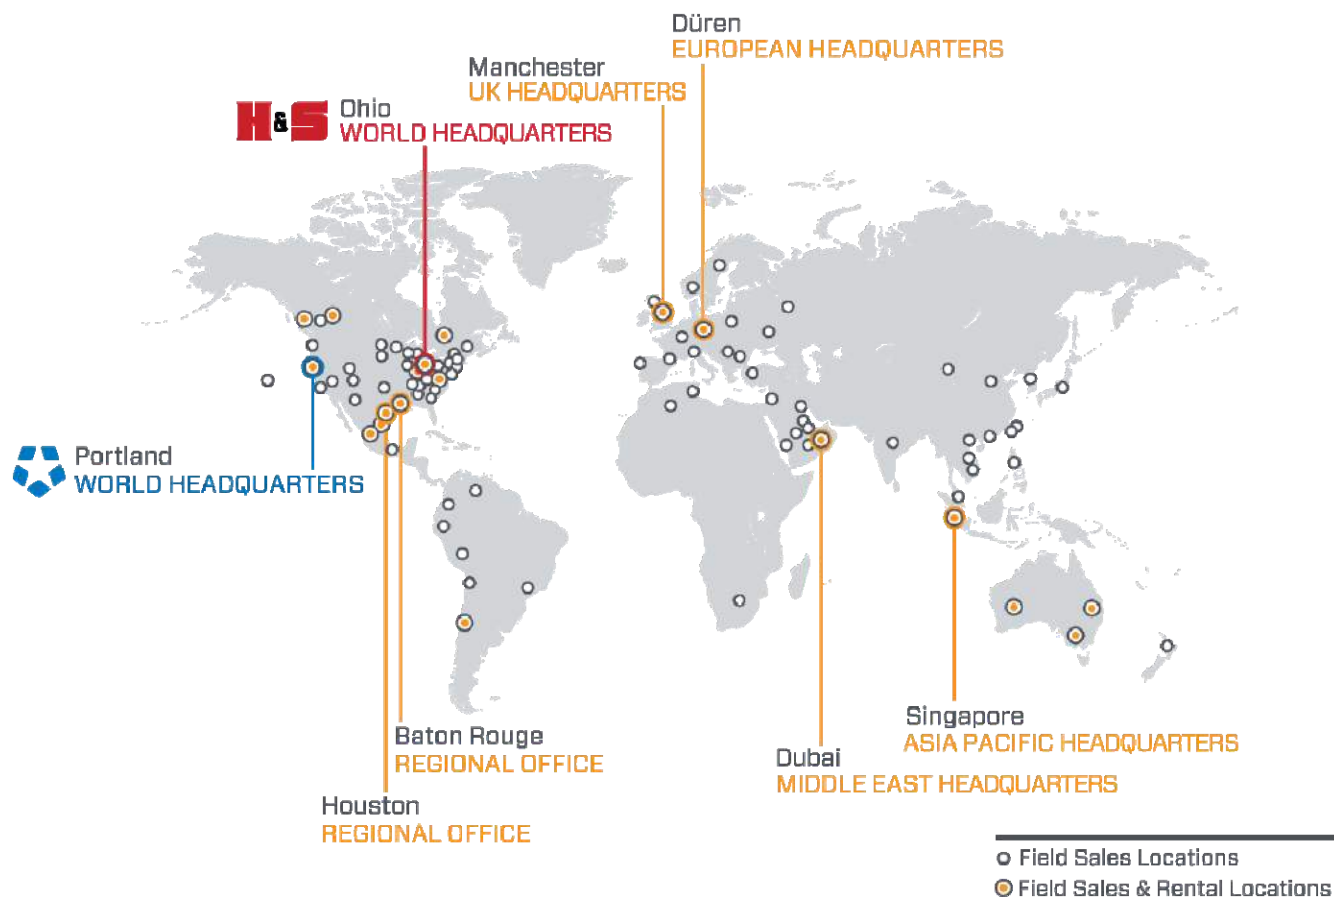 Düren
EUROPEAN HEADQUARTERS
Manchester
UK HEADQUARTERS
H&S
Ohio
WORLD HEADQUARTERS
Portland
WORLD HEADQUARTERS
Baton Rouge
REGIONAL OFFICE
Houston
REGIONAL OFFICE
Singapore
ASIA PACIFIC HEADQUARTERS
Dubai
MIDDLE EAST HEADQUARTERS
Field Sales Locations
Field Sales & Rental Locations